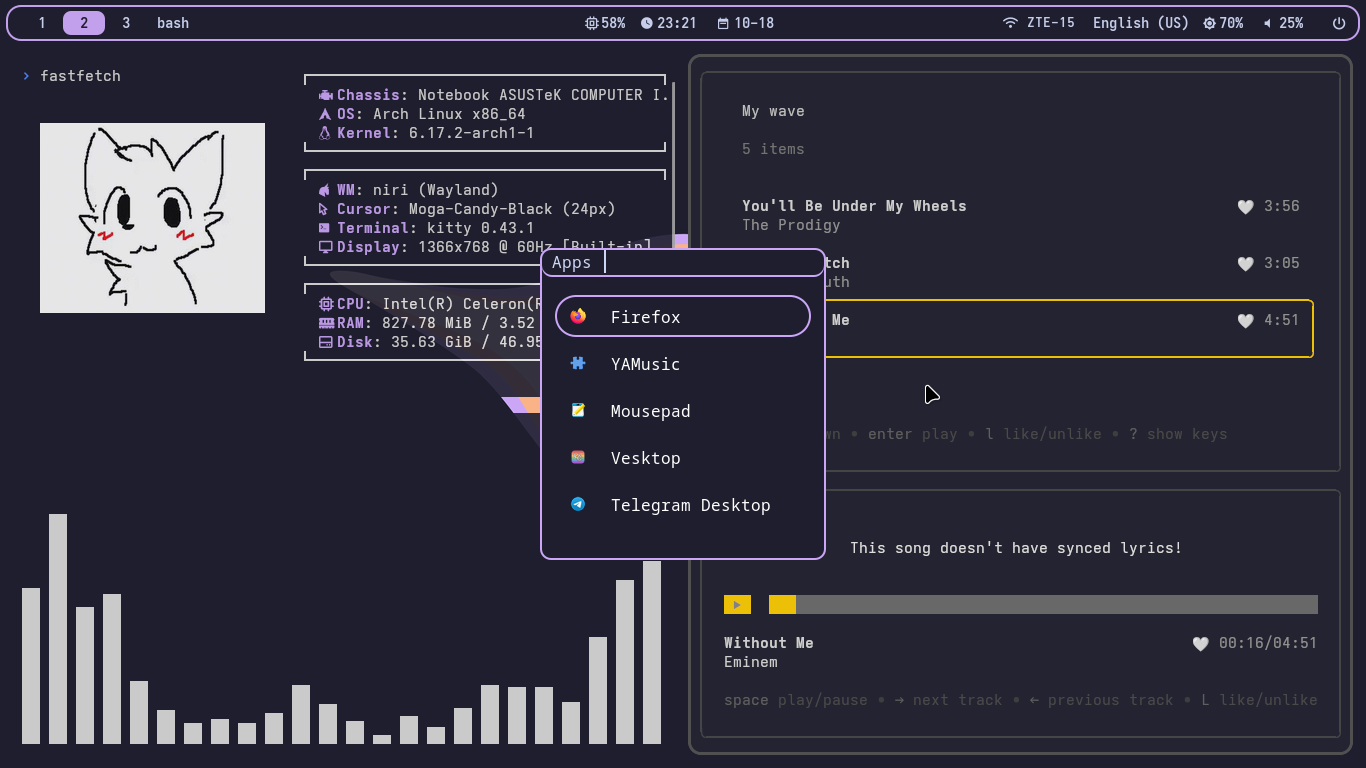 1 2 3 bash 58% 23:21 10-18 ZTE-15 English (US) 70% 25%
› fastfetch
Chassis: Notebook ASUSTeK COMPUTER I.
OS: Arch Linux x86_64
Kernel: 6.17.2-arch1-1
WM: niri (Wayland)
Cursor: Moga-Candy-Black (24px)
Terminal: kitty 0.43.1
Display: 1366x768 @ 60Hz [Built-in]
CPU: Intel(R) Celeron(R
RAM: 827.78 MiB / 3.52
Disk: 35.63 GiB / 46.95
Apps
Firefox
YAMusic
Mousepad
Vesktop
Telegram Desktop
My wave
5 items
You'll Be Under My Wheels 3:56
The Prodigy
tch 3:05
uth
Me 4:51
wn • enter play • l like/unlike • ? show keys
This song doesn't have synced lyrics!
Without Me 00:16/04:51
Eminem
space play/pause • → next track • ← previous track • L like/unlike